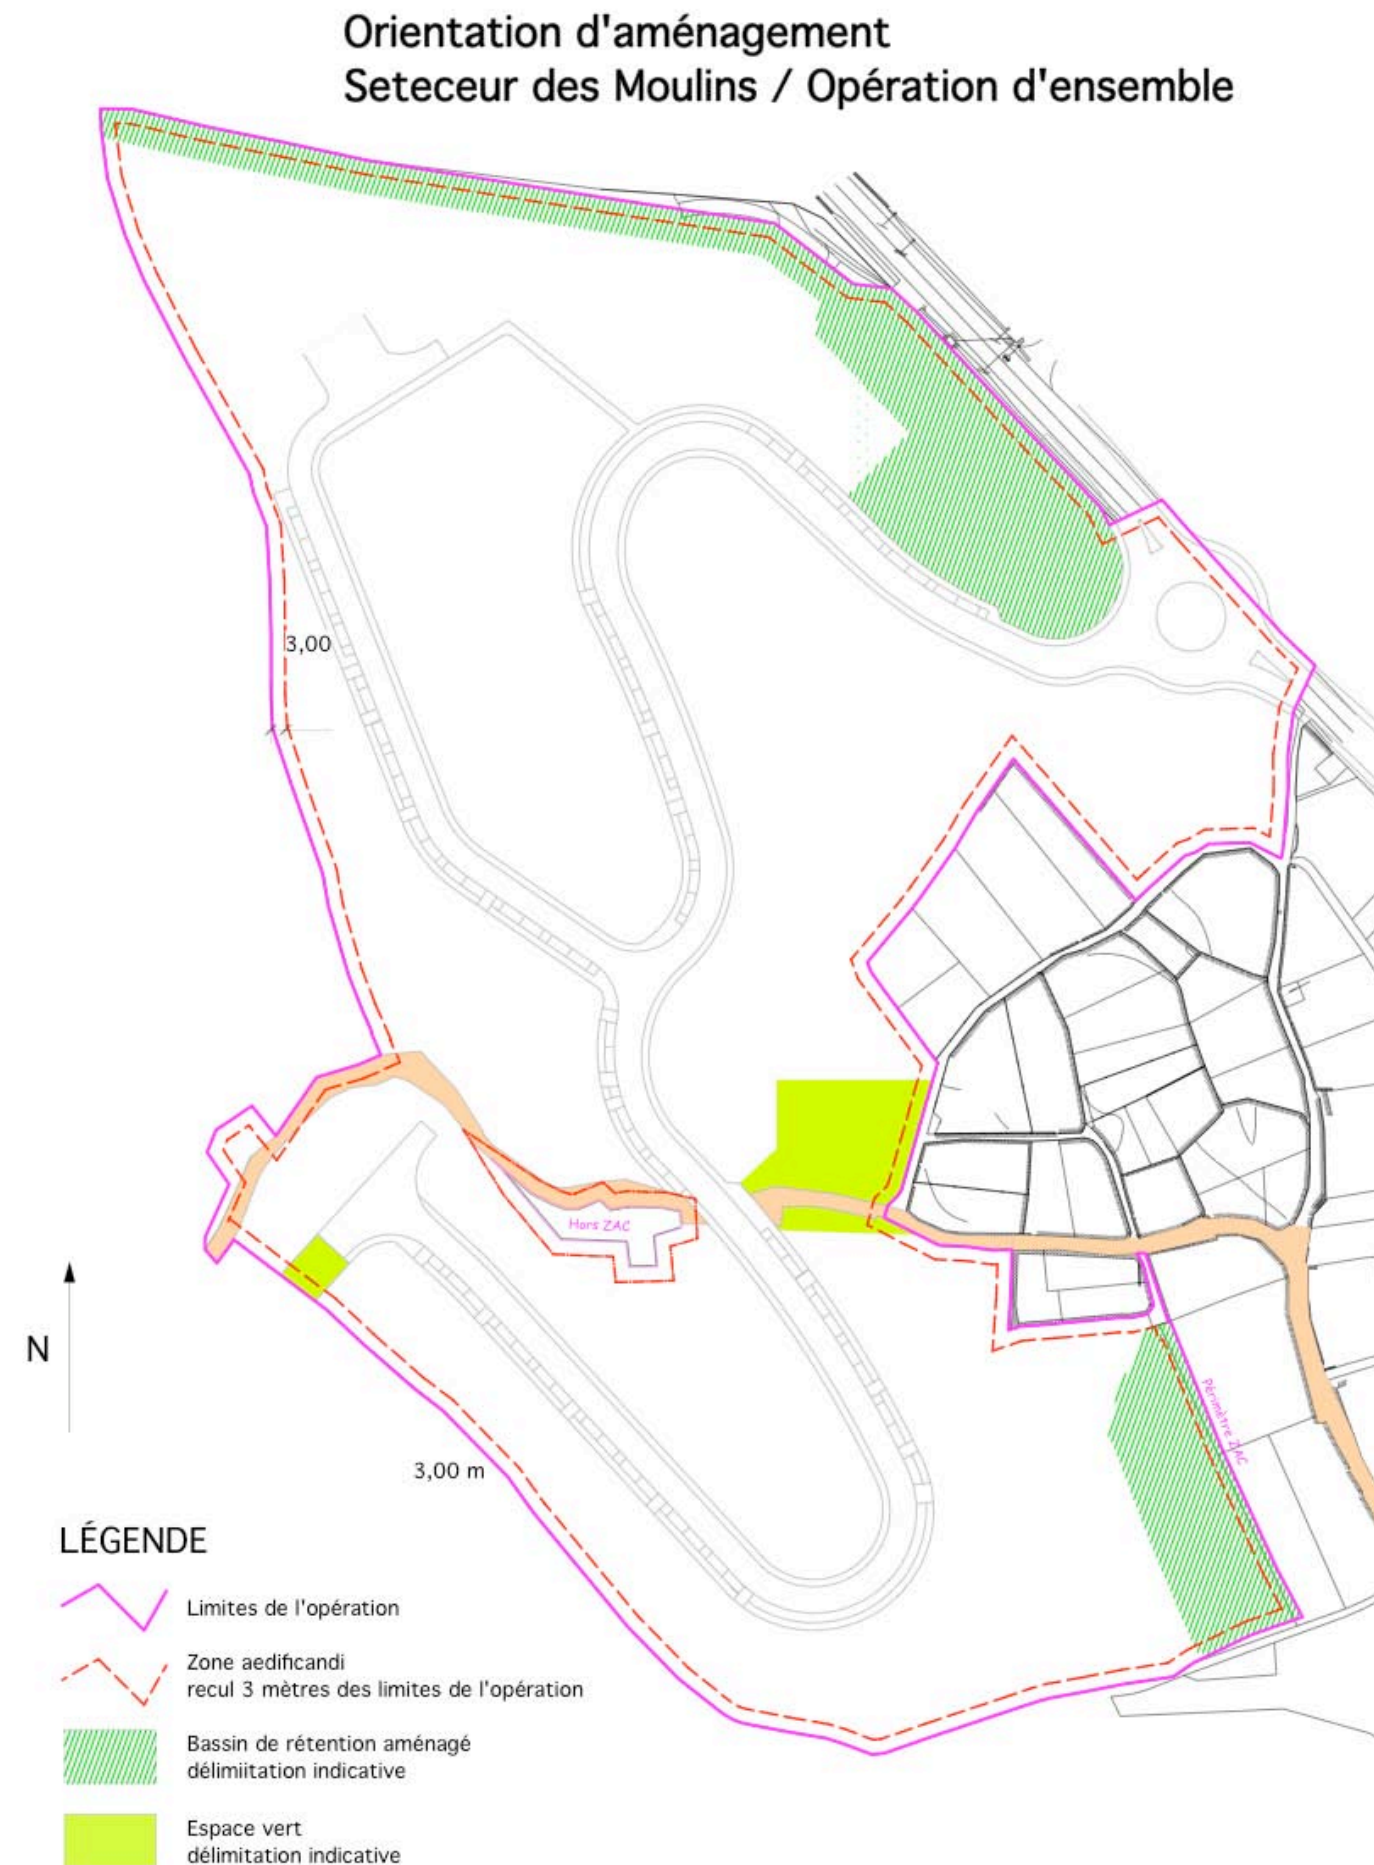 Orientation d'aménagement
Seteceur des Moulins / Opération d'ensemble
3,00
Hors ZAC
Périmètre ZAC
N
3,00 m
LÉGENDE
Limites de l'opération
Zone aedificandi
recul 3 mètres des limites de l'opération
Bassin de rétention aménagé
délimiitation indicative
Espace vert
délimitation indicative